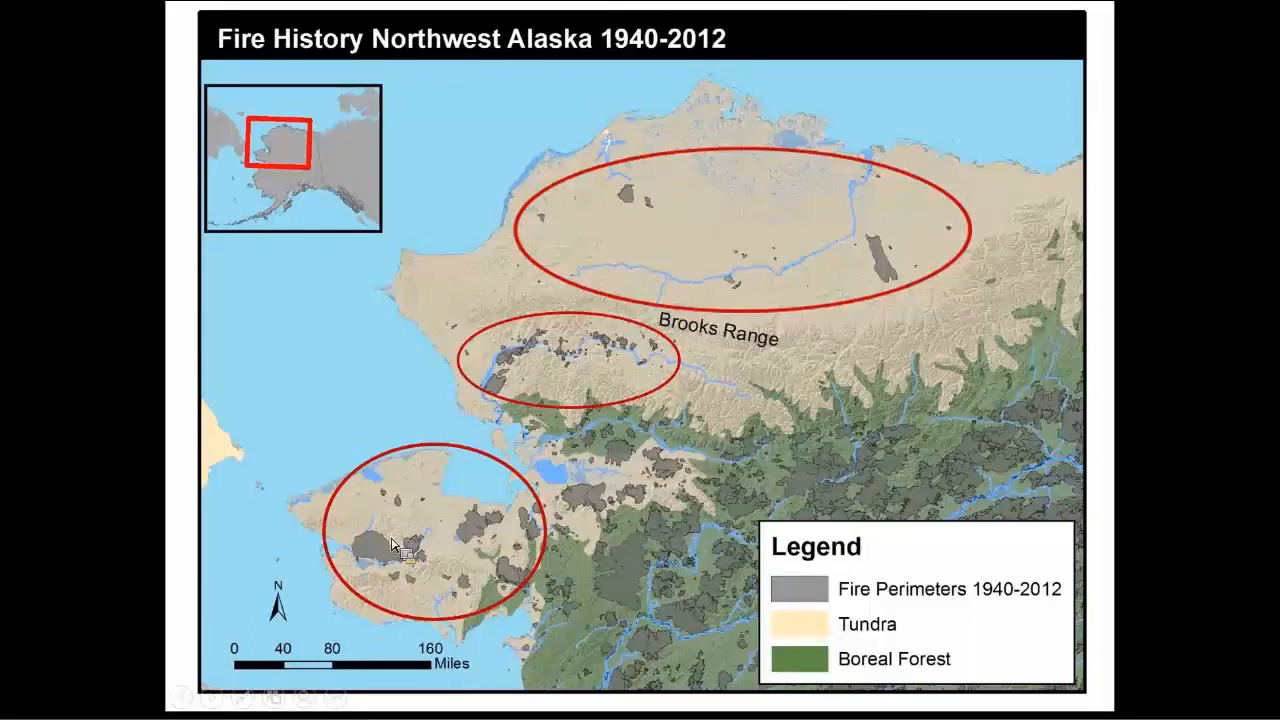 Fire History Northwest Alaska 1940-2012
Brooks Range
N
0 40 80 160
Miles
Legend
Fire Perimeters 1940-2012
Tundra
Boreal Forest